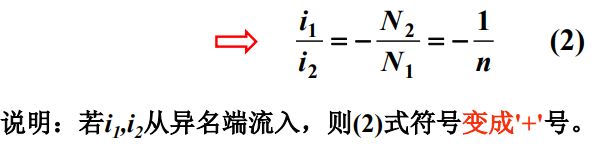 i₁/i₂ = −N₂/N₁ = −1/n (2)
说明：若i₁,i₂从异名端流入，则(2)式符号变成'+'号。